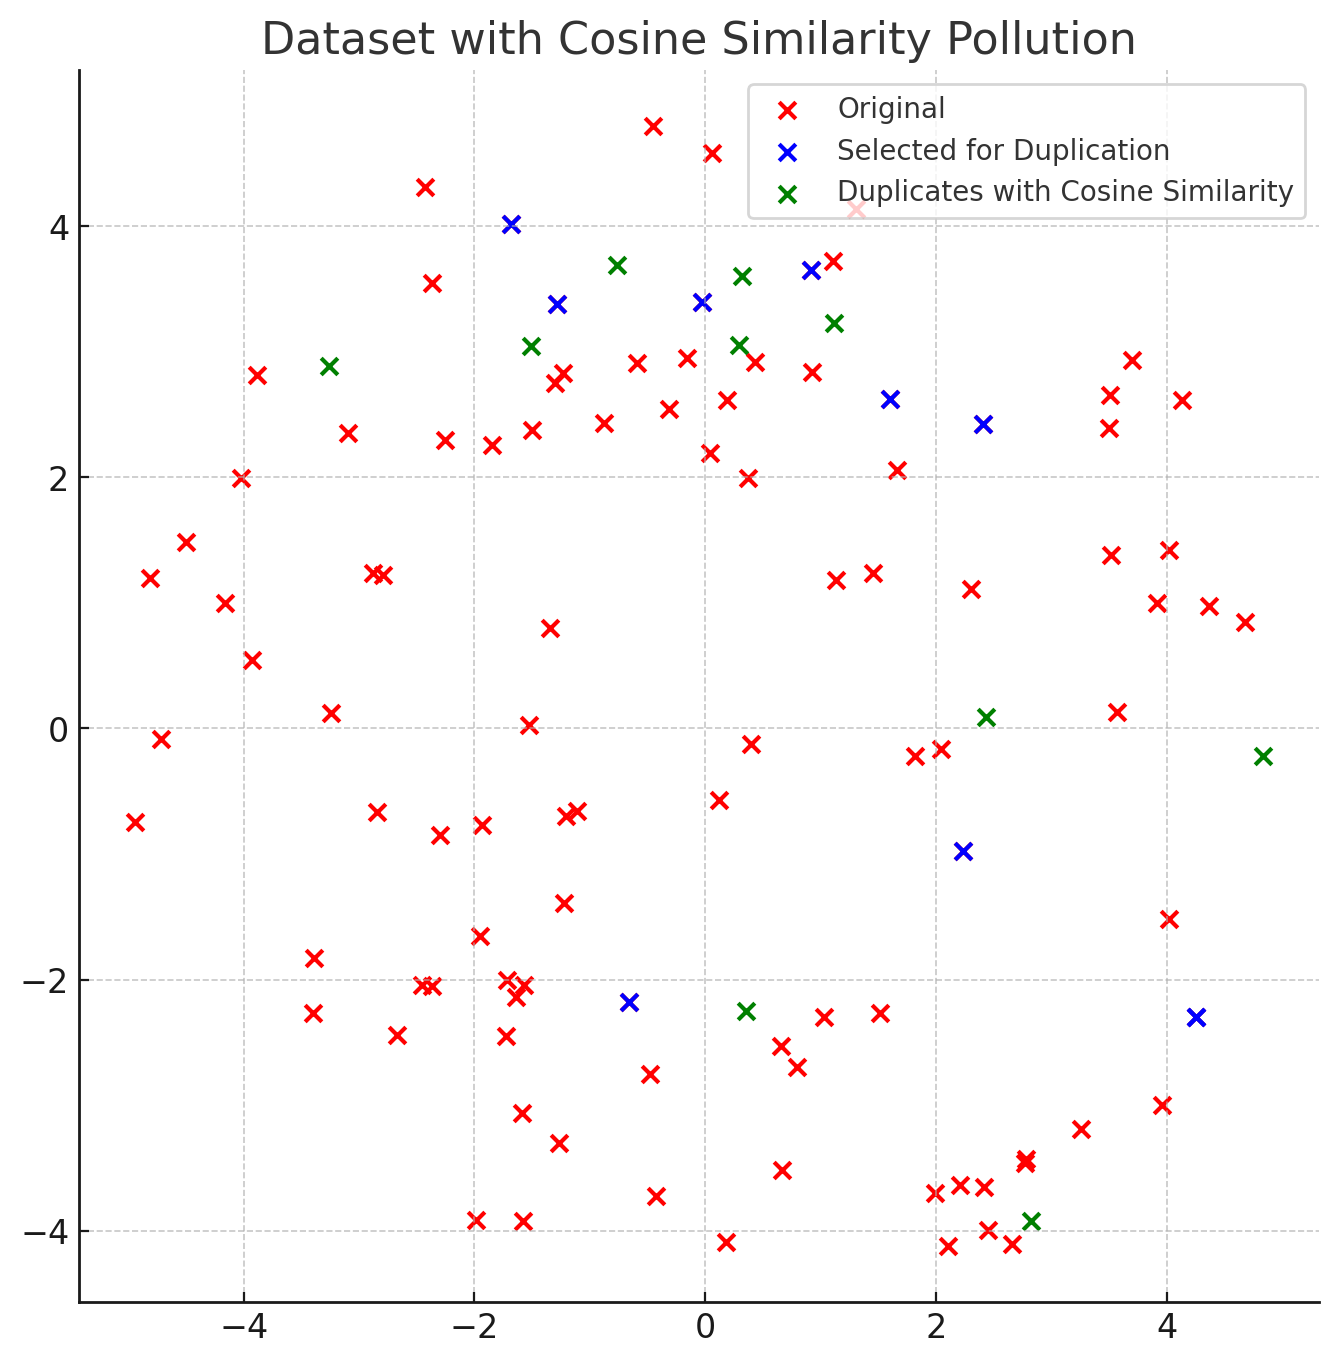 Dataset with Cosine Similarity Pollution
Original
Selected for Duplication
Duplicates with Cosine Similarity
4
2
0
−2
−4
−4 −2 0 2 4